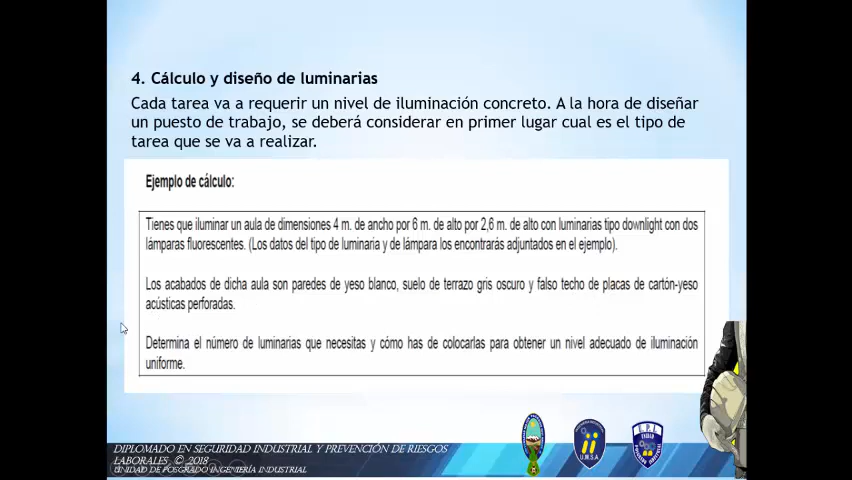 4. Cálculo y diseño de luminarias
Cada tarea va a requerir un nivel de iluminación concreto. A la hora de diseñar
un puesto de trabajo, se deberá considerar en primer lugar cual es el tipo de
tarea que se va a realizar.
Ejemplo de cálculo:
Tienes que iluminar un aula de dimensiones 4 m. de ancho por 6 m. de alto por 2,6 m. de alto con luminarias tipo downlight con dos
lámparas fluorescentes. (Los datos del tipo de luminaria y de lámpara los encontrarás adjuntados en el ejemplo).
Los acabados de dicha aula son paredes de yeso blanco, suelo de terrazo gris oscuro y falso techo de placas de cartón-yeso
acústicas perforadas.
Determina el número de luminarias que necesitas y cómo has de colocarlas para obtener un nivel adecuado de iluminación
uniforme.
DIPLOMADO EN SEGURIDAD INDUSTRIAL Y PREVENCIÓN DE RIESGOS
LABORALES © 2018
UNIDAD DE POSGRADO INGENIERÍA INDUSTRIAL
U.M.S.A